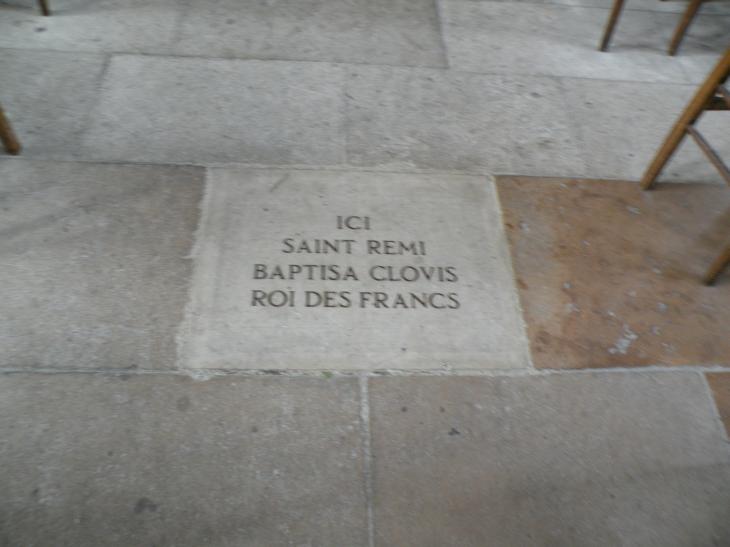 ICI
SAINT REMI
BAPTISA CLOVIS
ROI DES FRANCS